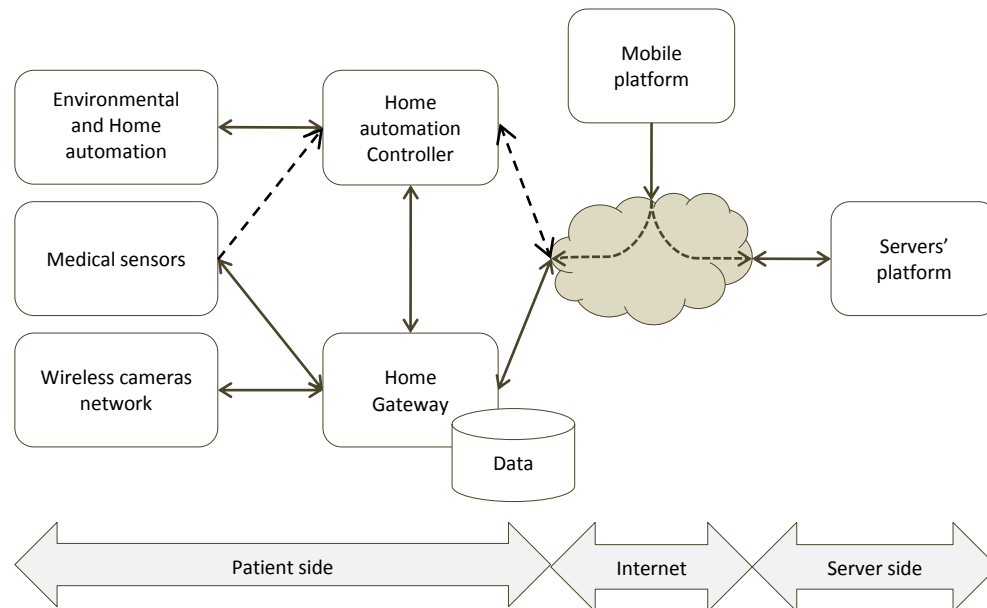 Environmental
and Home
automation
Home
automation
Controller
Mobile
platform
Medical sensors
Servers’
platform
Wireless cameras
network
Home
Gateway
Data
Patient side
Internet
Server side